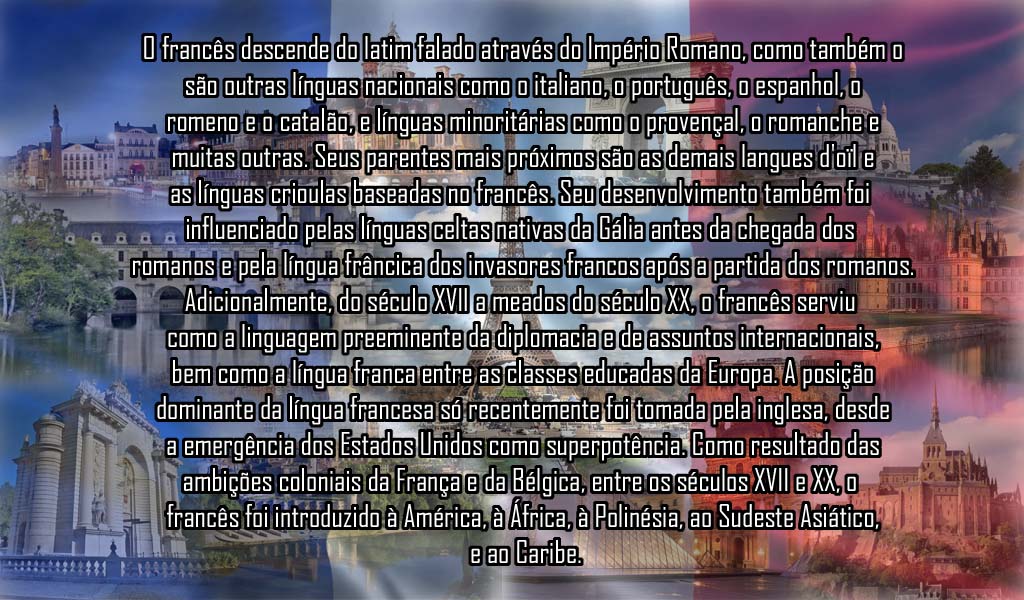 O francês descende do latim falado através do Império Romano, como também o
são outras línguas nacionais como o italiano, o português, o espanhol, o
romeno e o catalão, e línguas minoritárias como o provençal, o romanche e
muitas outras. Seus parentes mais próximos são as demais langues d'oïl e
as línguas crioulas baseadas no francês. Seu desenvolvimento também foi
influenciado pelas línguas celtas nativas da Gália antes da chegada dos
romanos e pela língua frâncica dos invasores francos após a partida dos romanos.
Adicionalmente, do século XVII a meados do século XX, o francês serviu
como a linguagem preeminente da diplomacia e de assuntos internacionais,
bem como a língua franca entre as classes educadas da Europa. A posição
dominante da língua francesa só recentemente foi tomada pela inglesa, desde
a emergência dos Estados Unidos como superpotência. Como resultado das
ambições coloniais da França e da Bélgica, entre os séculos XVII e XX, o
francês foi introduzido à América, à África, à Polinésia, ao Sudeste Asiático,
e ao Caribe.